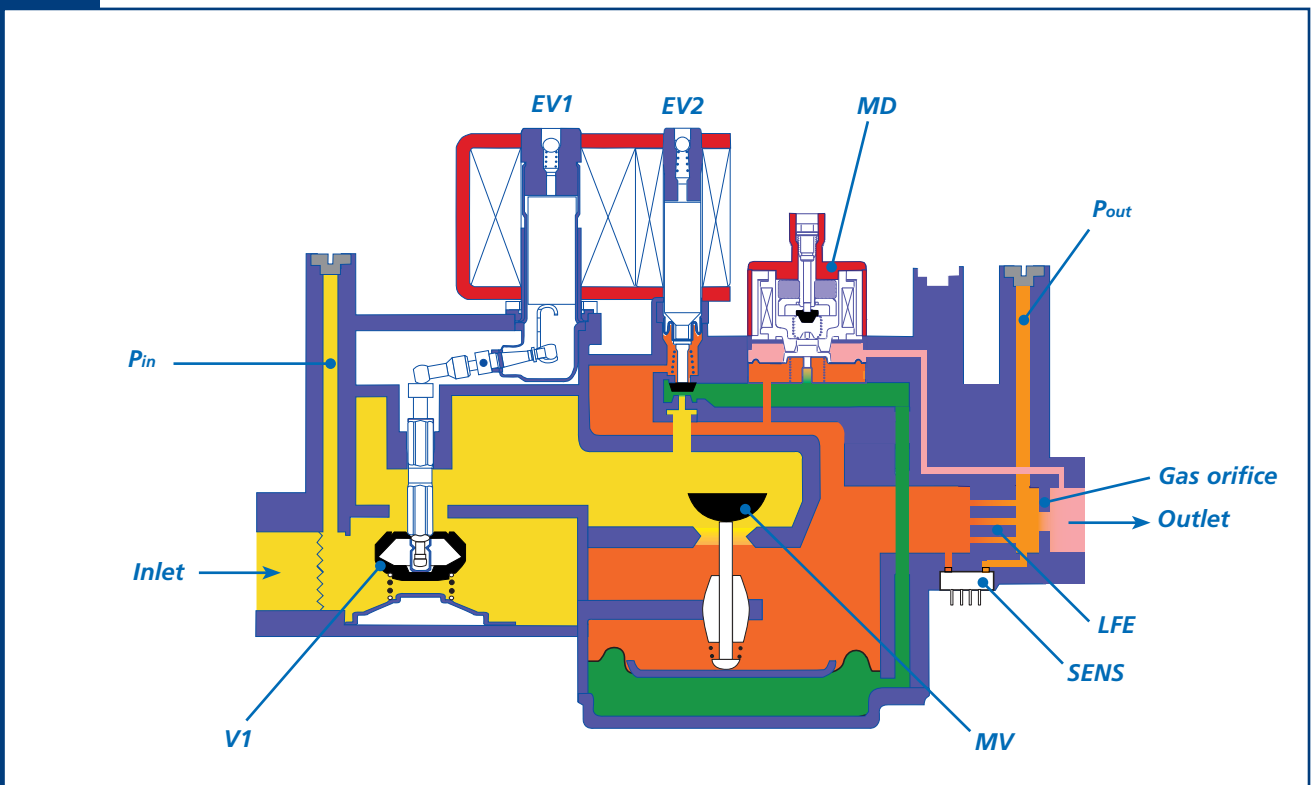 EV1
EV2
MD
Pout
Pin
Gas orifice
Outlet
Inlet
LFE
SENS
V1
MV